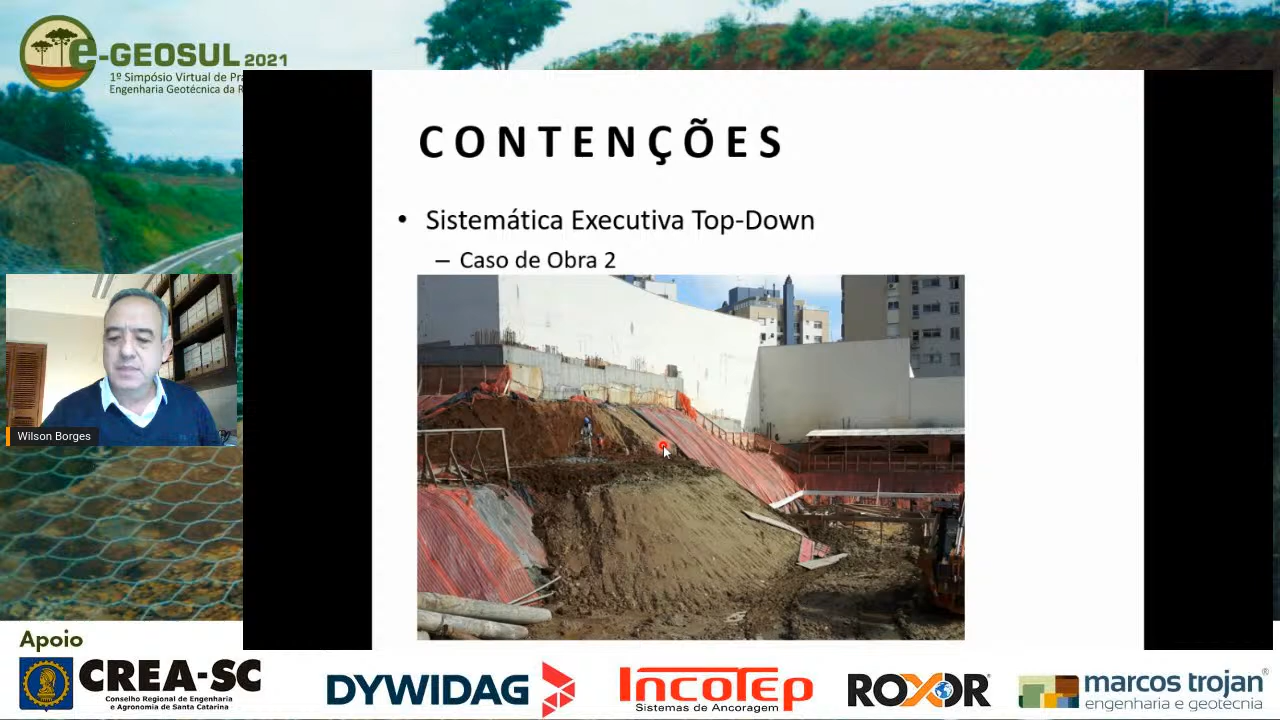 e-GEOSUL 2021
1º Simpósio Virtual de Pra
Engenharia Geotécnica da R
CONTENÇÕES
• Sistemática Executiva Top-Down
– Caso de Obra 2
Wilson Borges
Apoio
CREA-SC
Conselho Regional de Engenharia
e Agronomia de Santa Catarina
DYWIDAG
INCOTEP
Sistemas de Ancoragem
ROXOR
marcos trojan®
engenharia e geotecnia